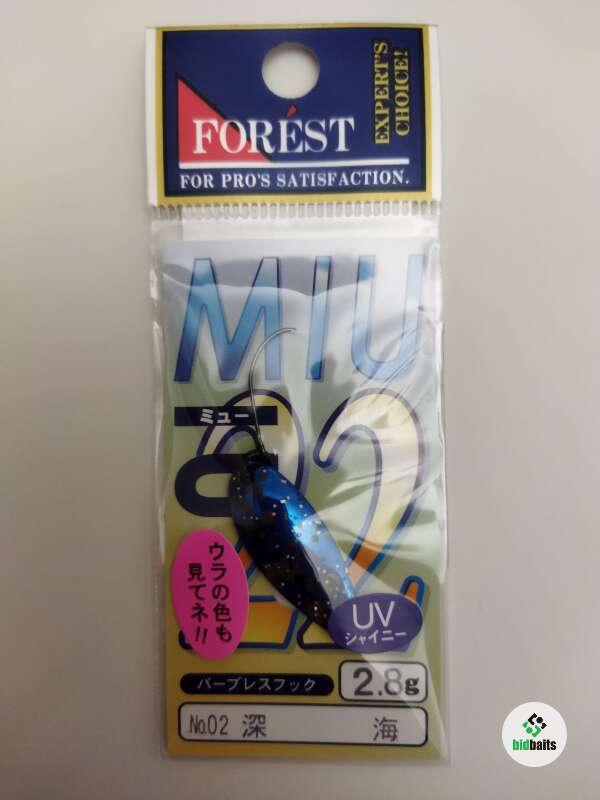 FORÉST
EXPERT'S
CHOICE!
FOR PRO'S SATISFACTION.
MIU
ミュー
22
ウラの色も
見てネ!!
UV
シャイニー
バーブレスフック
2.8g
No.02 深 海
bidbaits